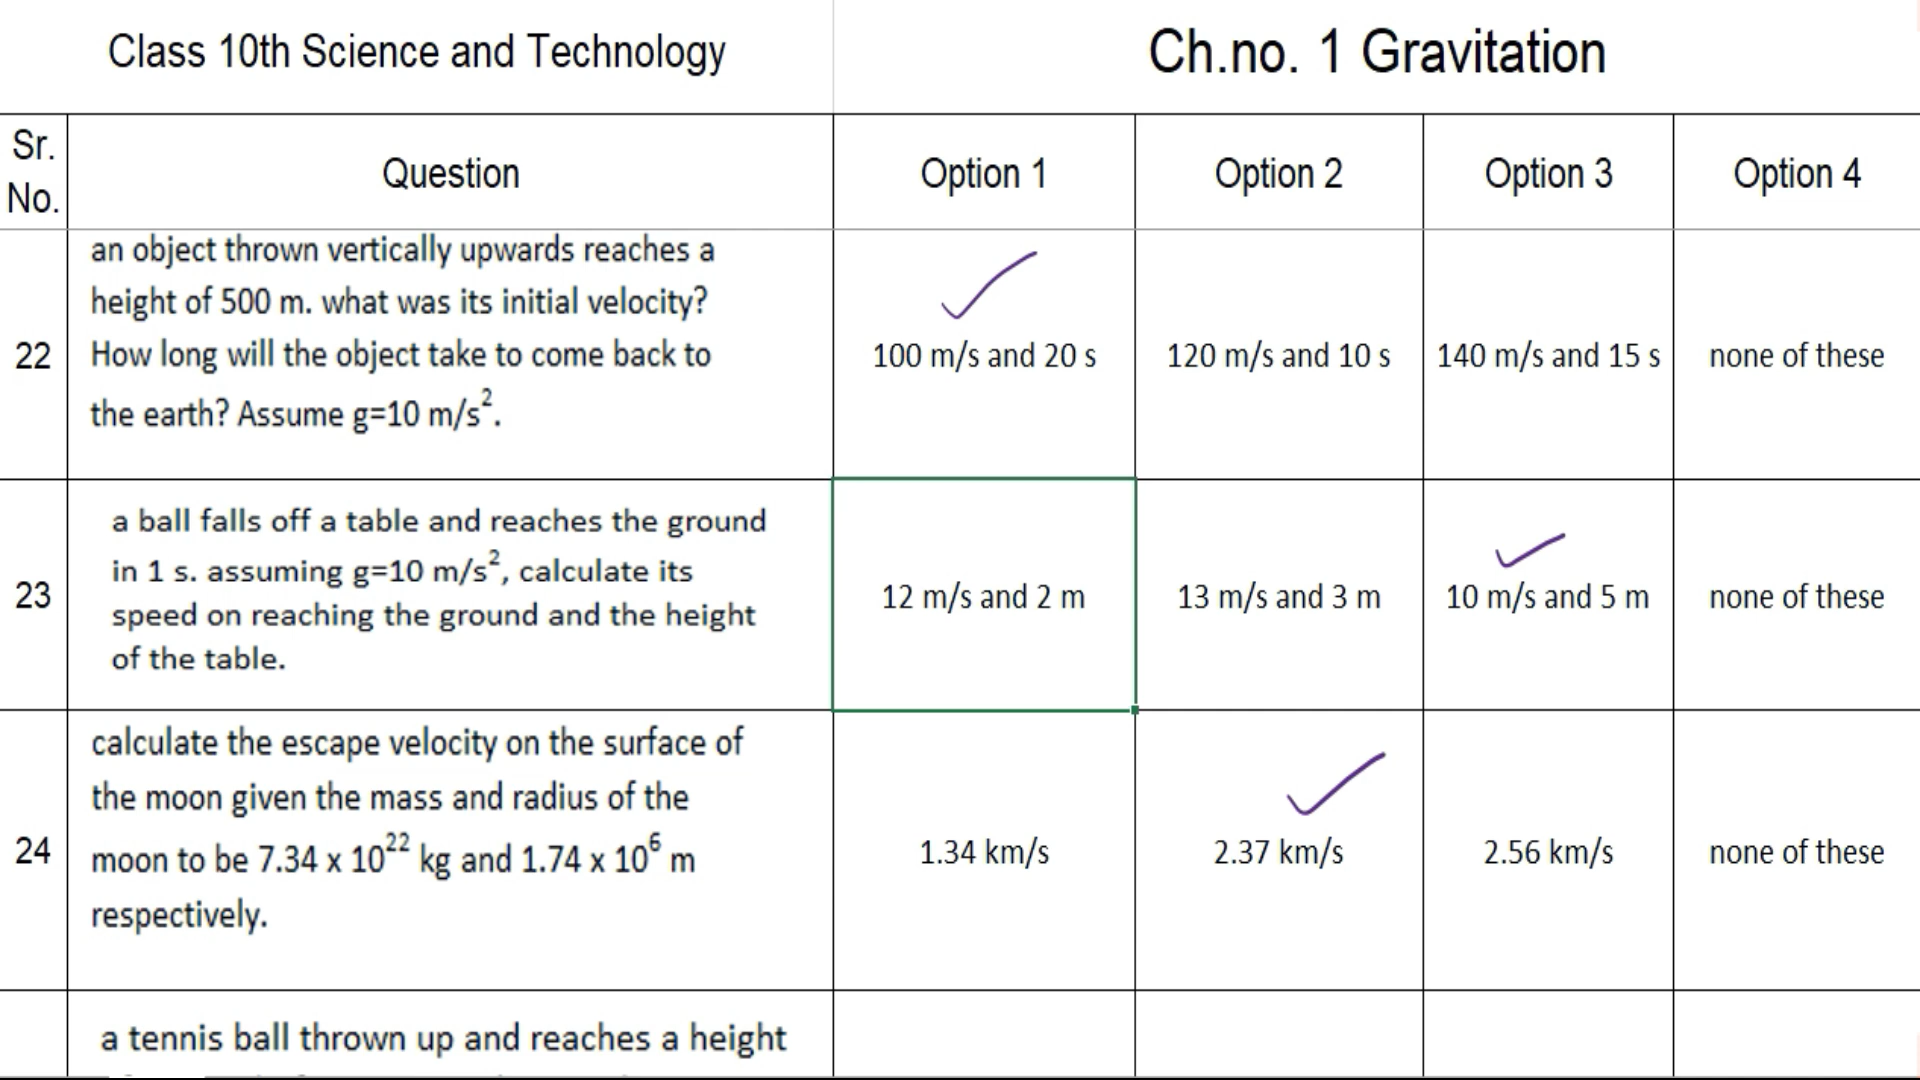 Class 10th Science and Technology
Ch.no. 1 Gravitation
Sr.
No.
Question
Option 1
Option 2
Option 3
Option 4
22
an object thrown vertically upwards reaches a
height of 500 m. what was its initial velocity?
How long will the object take to come back to
the earth? Assume g=10 m/s².
100 m/s and 20 s
120 m/s and 10 s
140 m/s and 15 s
none of these
23
a ball falls off a table and reaches the ground
in 1 s. assuming g=10 m/s², calculate its
speed on reaching the ground and the height
of the table.
12 m/s and 2 m
13 m/s and 3 m
10 m/s and 5 m
none of these
24
calculate the escape velocity on the surface of
the moon given the mass and radius of the
moon to be 7.34 x 10²² kg and 1.74 x 10⁶ m
respectively.
1.34 km/s
2.37 km/s
2.56 km/s
none of these
a tennis ball thrown up and reaches a height